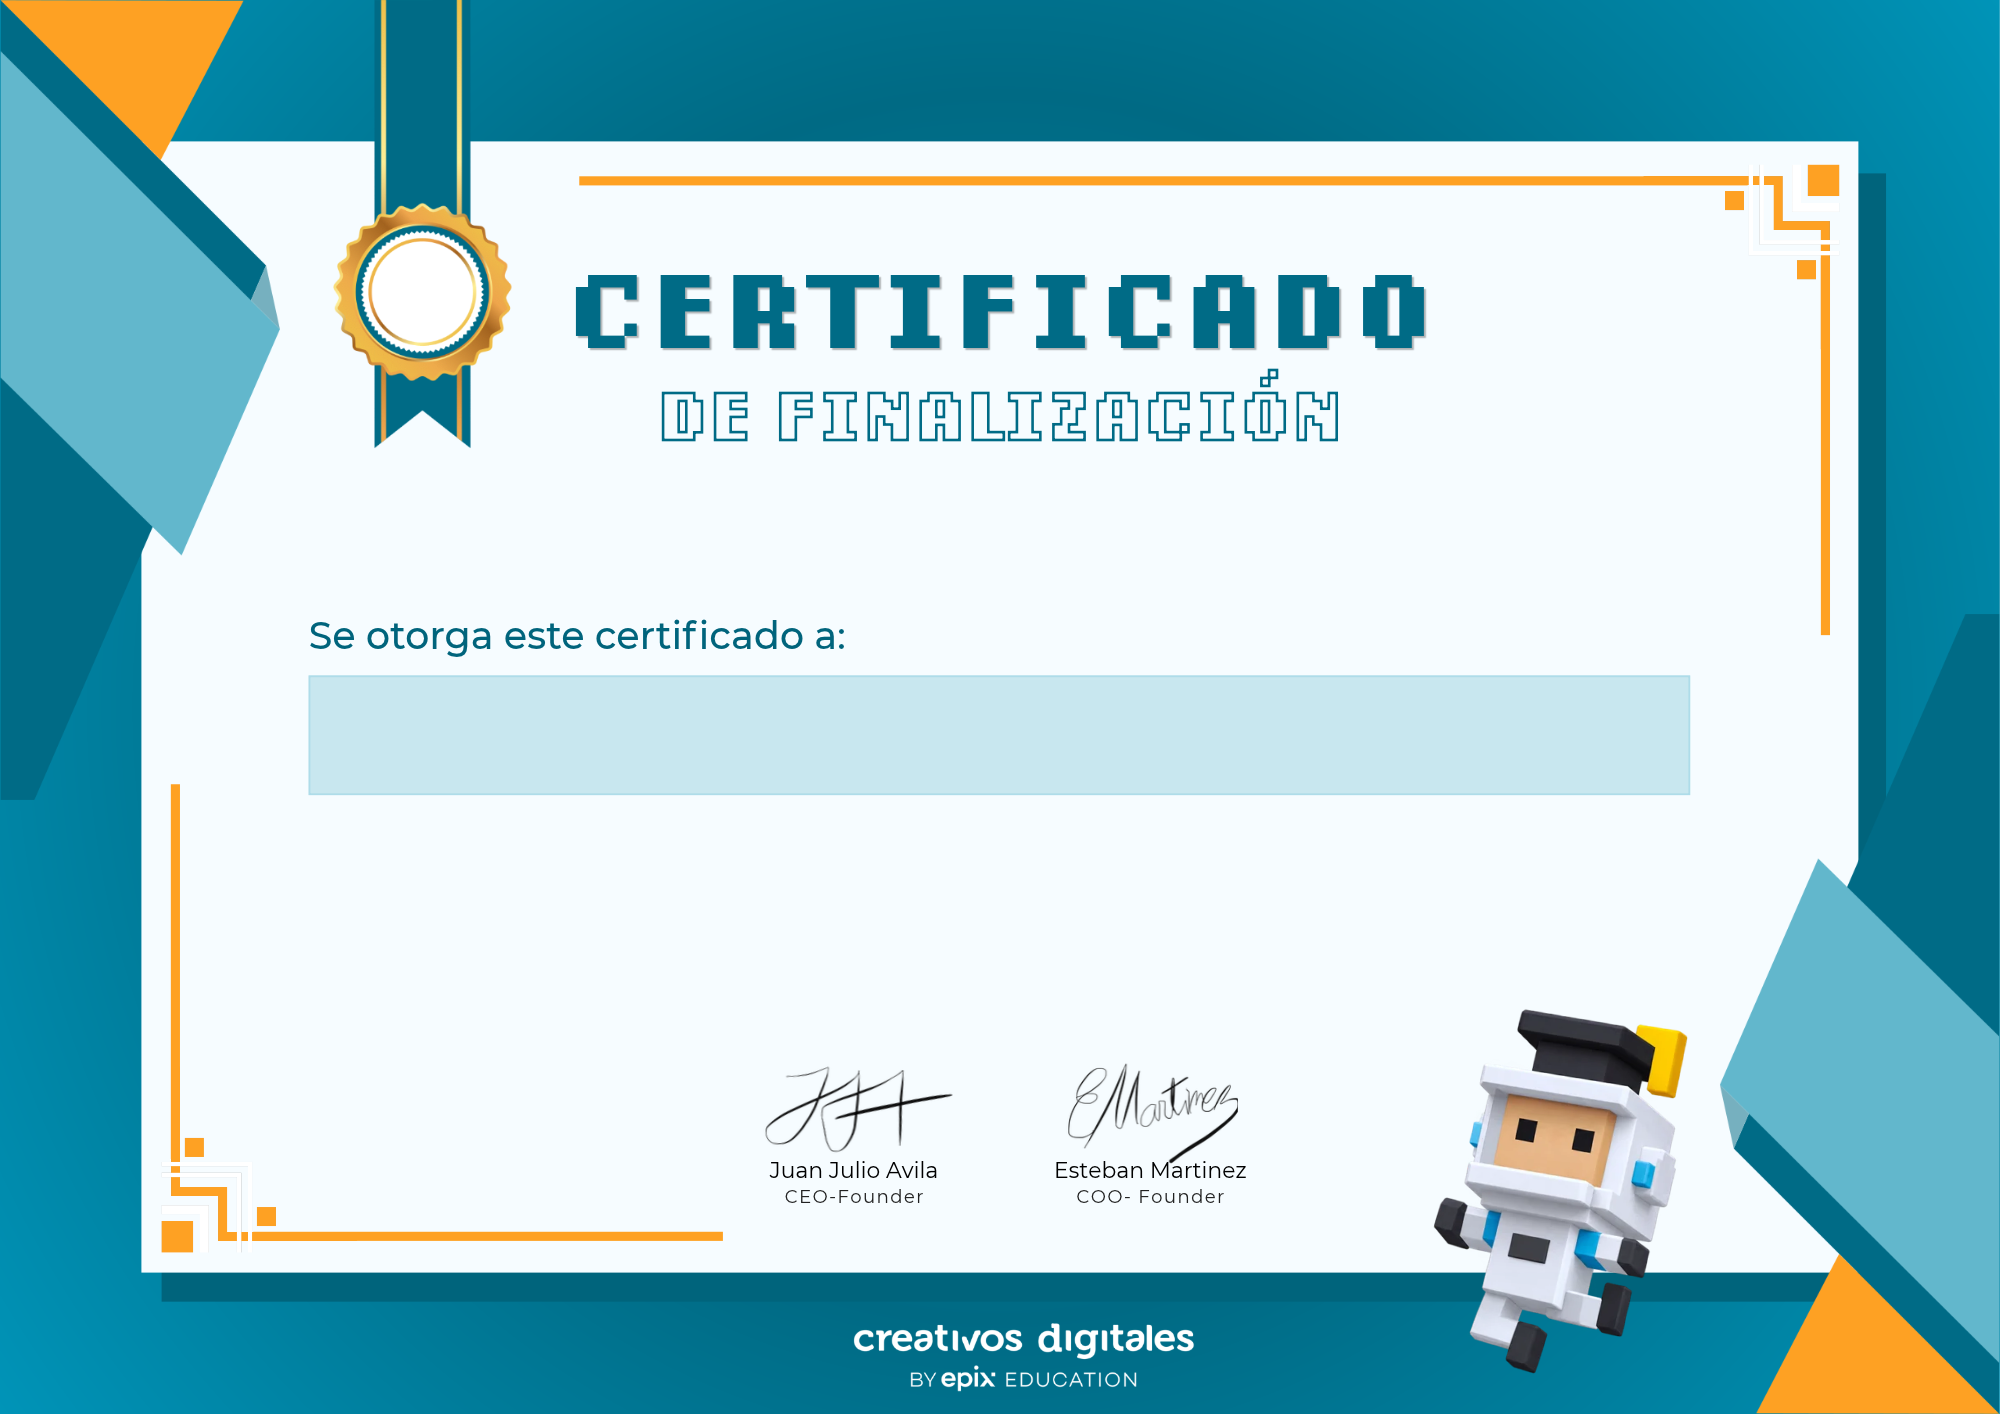 CERTIFICADO
DE FINALIZACIÓN
Se otorga este certificado a:
E Martinez
Juan Julio Avila
Esteban Martinez
CEO-Founder
COO- Founder
creativos digitales
BY epix EDUCATION